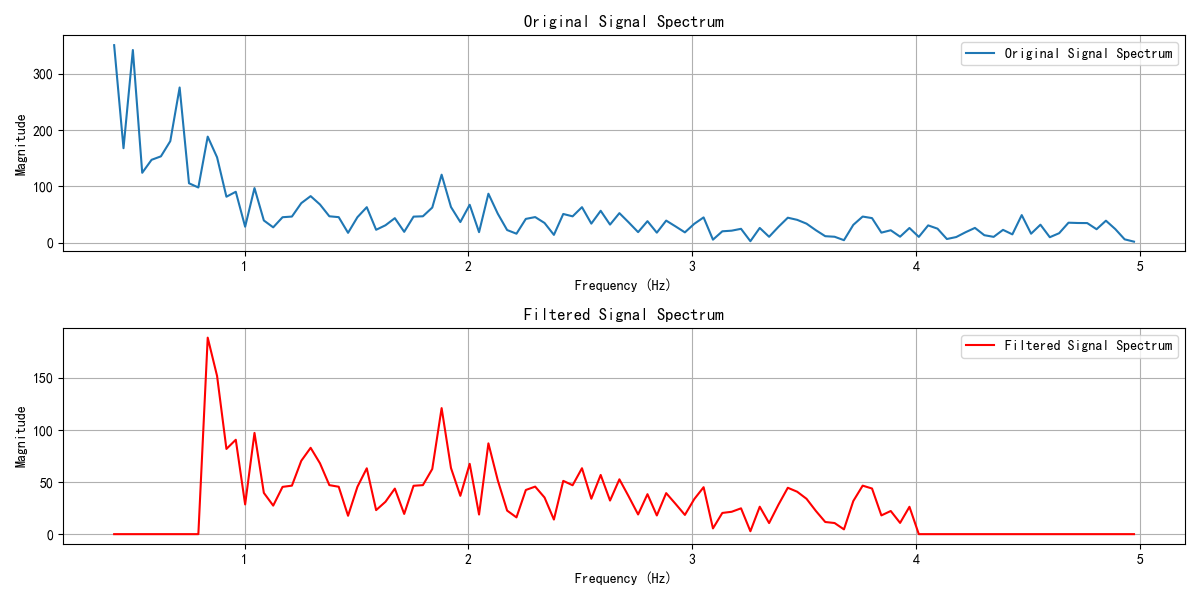 Original Signal Spectrum
Original Signal Spectrum
Magnitude
300
200
100
0
1
2
3
4
5
Frequency (Hz)
Filtered Signal Spectrum
Filtered Signal Spectrum
Magnitude
150
100
50
0
1
2
3
4
5
Frequency (Hz)